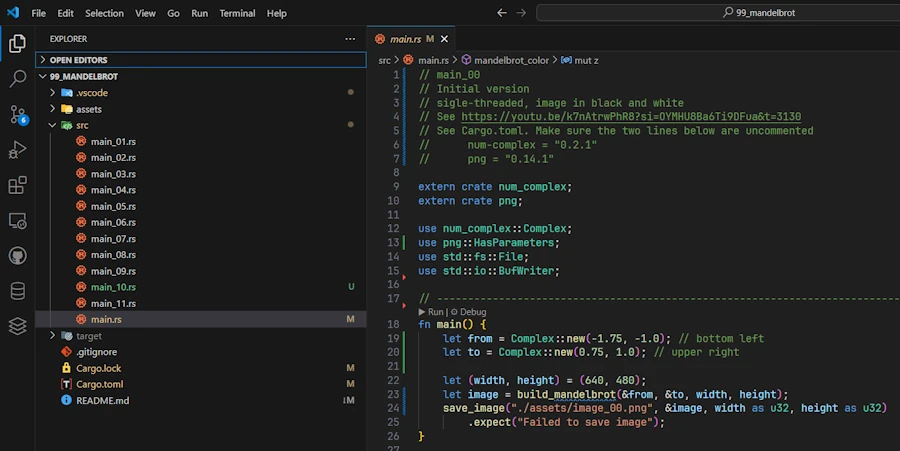 File Edit Selection View Go Run Terminal Help
99_mandelbrot
EXPLORER
OPEN EDITORS
99_MANDELBROT
.vscode
assets
src
main_01.rs
main_02.rs
main_03.rs
main_04.rs
main_05.rs
main_06.rs
main_07.rs
main_08.rs
main_09.rs
main_10.rs U
main_11.rs
main.rs M
target
.gitignore
Cargo.lock M
Cargo.toml M
README.md ↓M
6
main.rs M
src > main.rs > mandelbrot_color > mut z
1 // main_00
2 // Initial version
3 // sigle-threaded, image in black and white
4 // See https://youtu.be/k7nAtrwPhR8?si=OYMHU8Ba6Ti9DFua&t=3130
5 // See Cargo.toml. Make sure the two lines below are uncommented
6 // num-complex = "0.2.1"
7 // png = "0.14.1"
8
9 extern crate num_complex;
10 extern crate png;
11
12 use num_complex::Complex;
13 use png::HasParameters;
14 use std::fs::File;
15 use std::io::BufWriter;
16
17 // ---------------------------------------------------------------------------
Run | Debug
18 fn main() {
19 let from = Complex::new(-1.75, -1.0); // bottom left
20 let to = Complex::new(0.75, 1.0); // upper right
21
22 let (width, height) = (640, 480);
23 let image = build_mandelbrot(&from, &to, width, height);
24 save_image("./assets/image_00.png", &image, width as u32, height as u32)
25 .expect("Failed to save image");
26 }
27